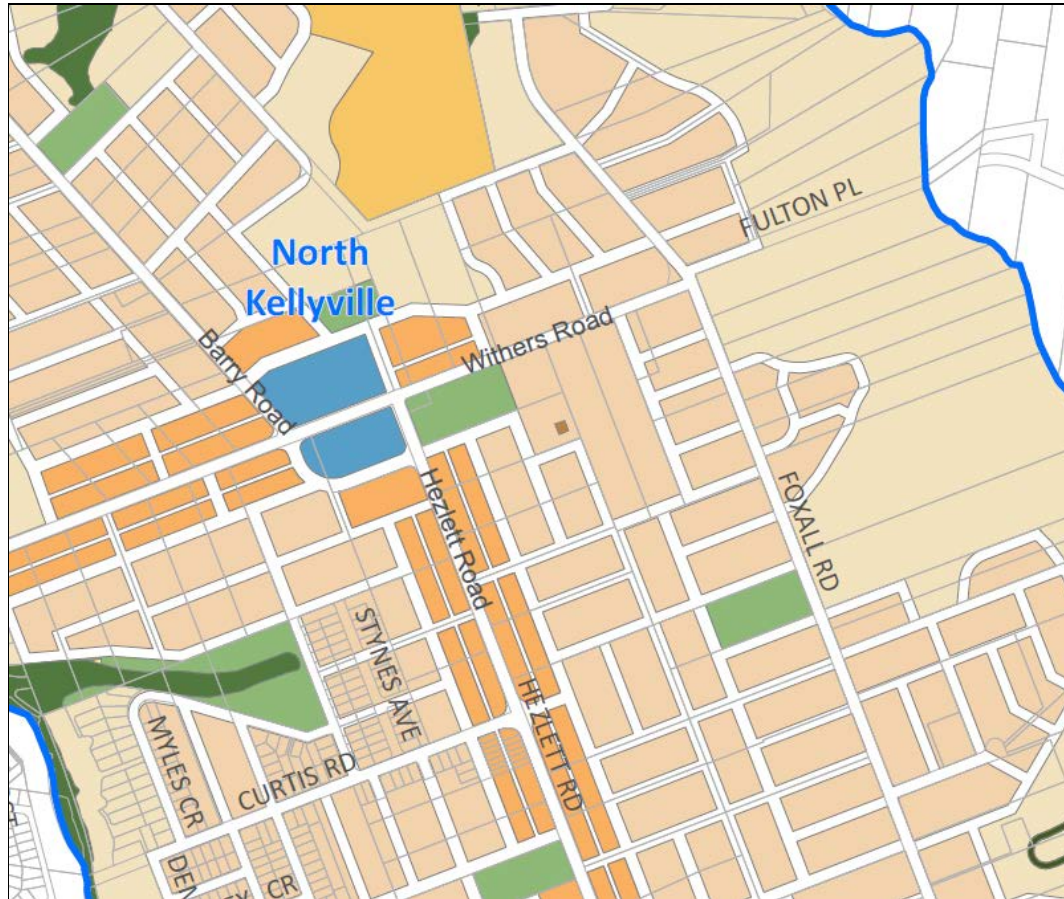 FULTON PL
North
Kellyville
Withers Road
Barry Road
Hezlett Road
FOXALL RD
STYNES AVE
HEZLETT RD
MYLES CR
CURTIS RD
CR